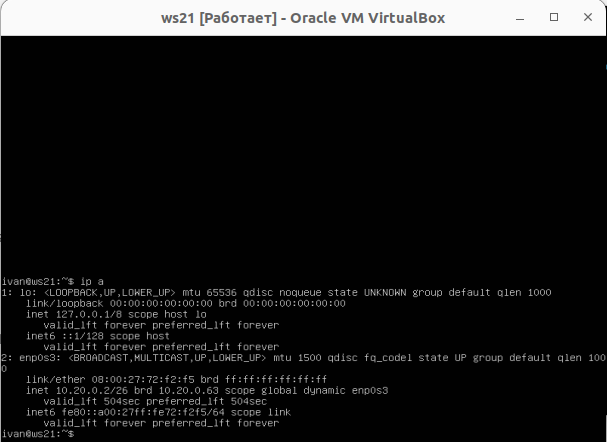 ws21 [Работает] - Oracle VM VirtualBox
ivan@ws21:~$ ip a
1: lo: <LOOPBACK,UP,LOWER_UP> mtu 65536 qdisc noqueue state UNKNOWN group default qlen 1000
    link/loopback 00:00:00:00:00:00 brd 00:00:00:00:00:00
    inet 127.0.0.1/8 scope host lo
       valid_lft forever preferred_lft forever
    inet6 ::1/128 scope host
       valid_lft forever preferred_lft forever
2: enp0s3: <BROADCAST,MULTICAST,UP,LOWER_UP> mtu 1500 qdisc fq_codel state UP group default qlen 100
0
    link/ether 08:00:27:72:f2:f5 brd ff:ff:ff:ff:ff:ff
    inet 10.20.0.2/26 brd 10.20.0.63 scope global dynamic enp0s3
       valid_lft 504sec preferred_lft 504sec
    inet6 fe80::a00:27ff:fe72:f2f5/64 scope link
       valid_lft forever preferred_lft forever
ivan@ws21:~$